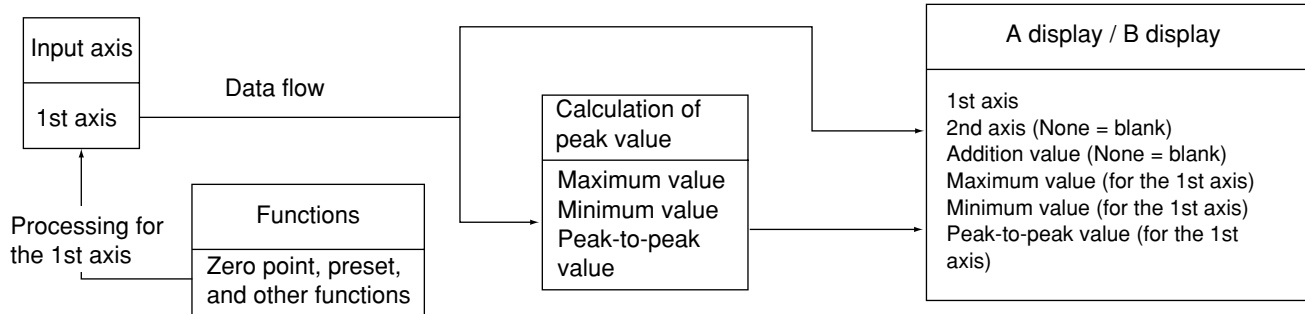 Input axis
1st axis
Data flow
Processing for
the 1st axis
Functions
Zero point, preset,
and other functions
Calculation of
peak value
Maximum value
Minimum value
Peak-to-peak
value
A display / B display
1st axis
2nd axis (None = blank)
Addition value (None = blank)
Maximum value (for the 1st axis)
Minimum value (for the 1st axis)
Peak-to-peak value (for the 1st
axis)